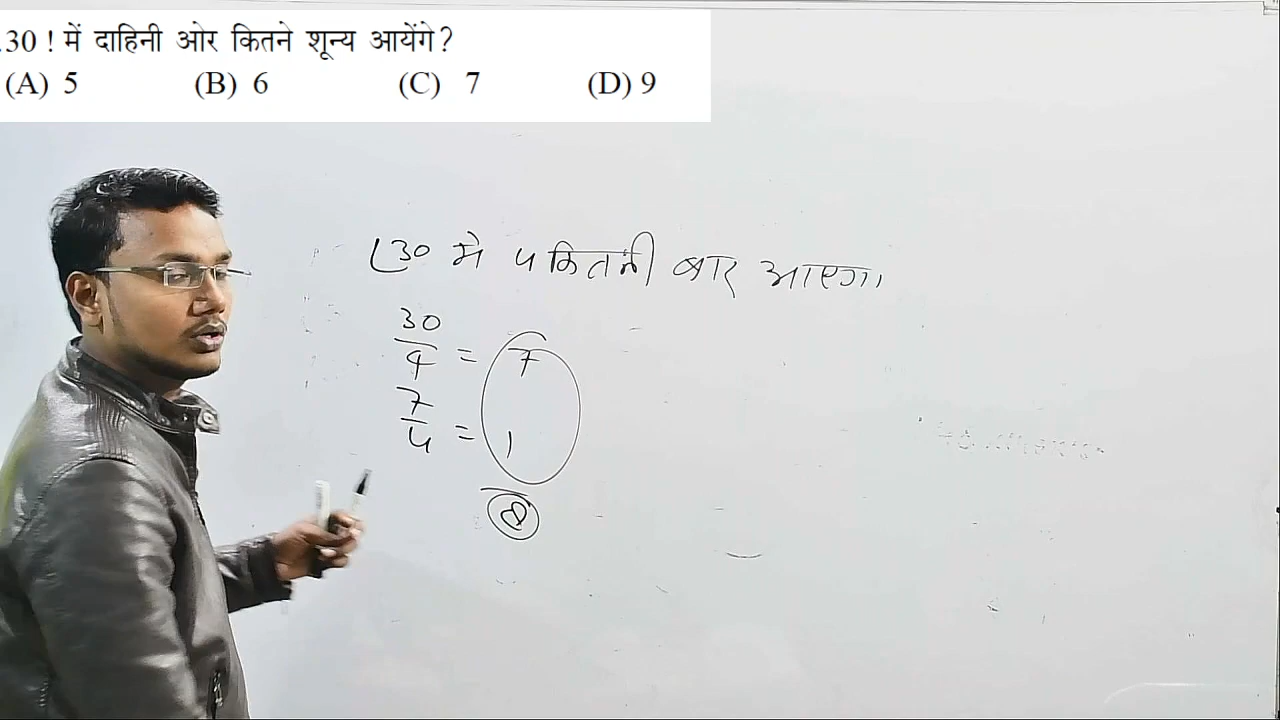 .30 ! में दाहिनी ओर कितने शून्य आयेंगे?
(A) 5 (B) 6 (C) 7 (D) 9
30 मे 4 कितनी बार आएगा
30/4 = 7
7/4 = 1
8